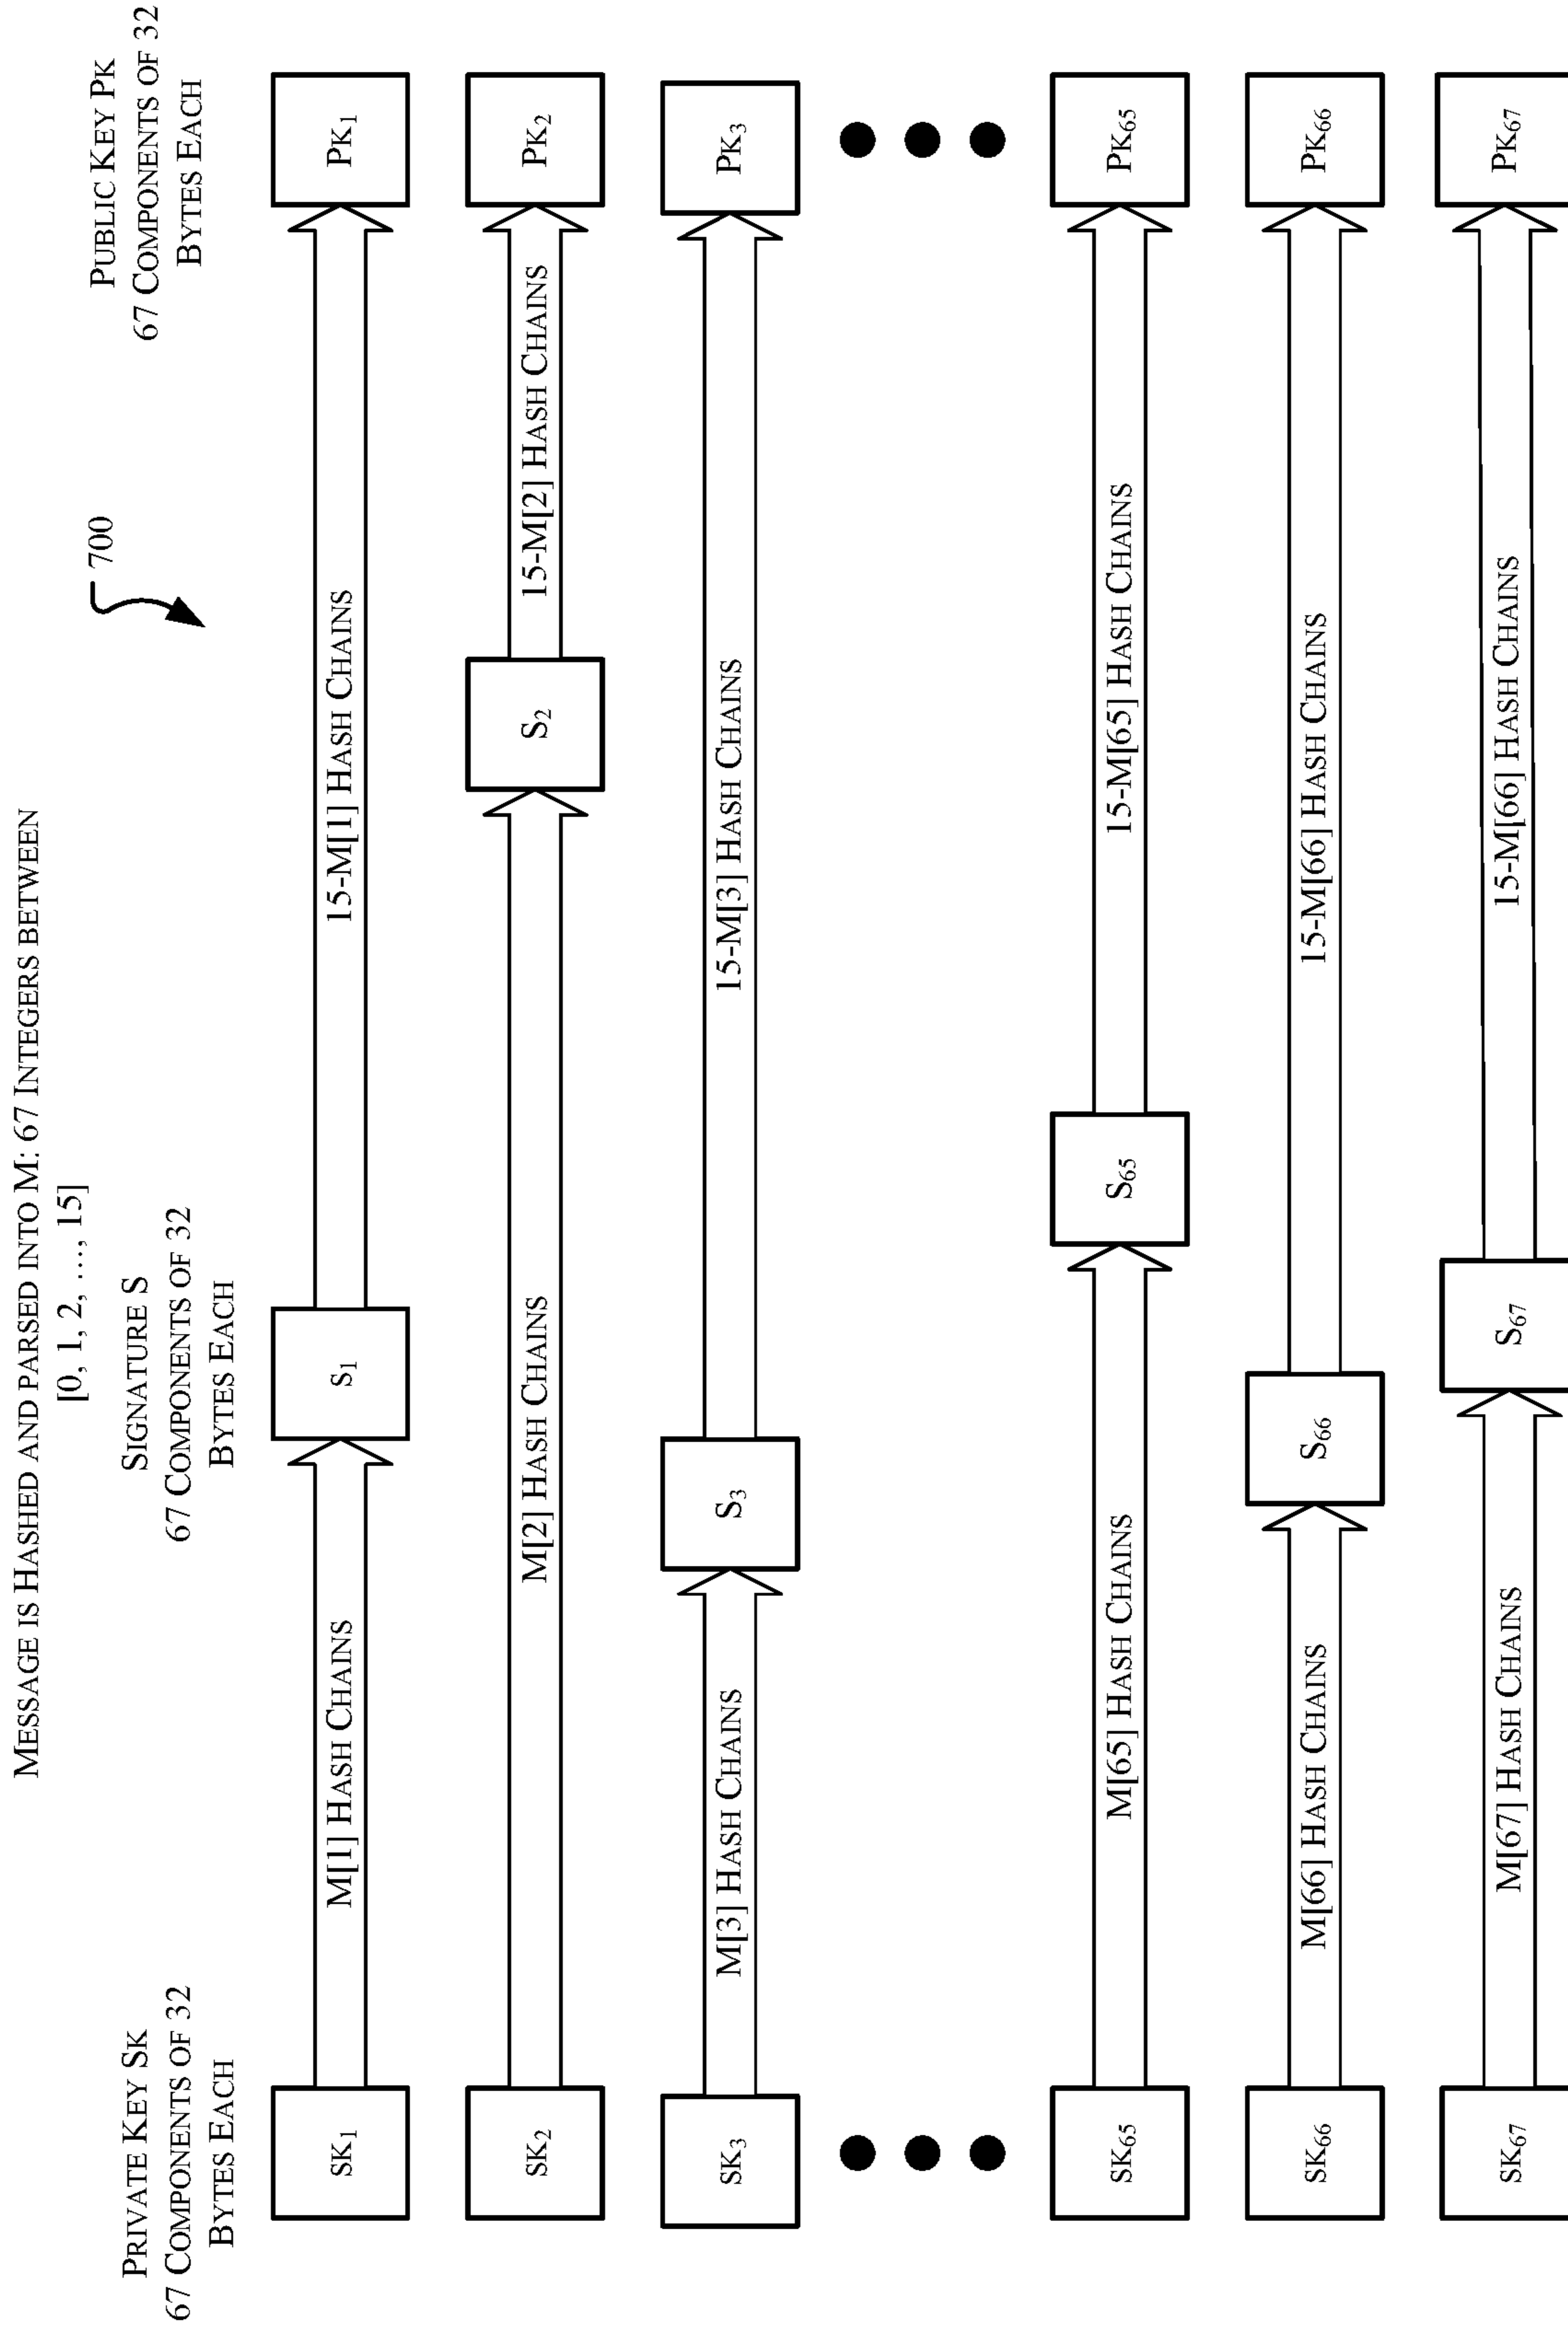 MESSAGE IS HASHED AND PARSED INTO M: 67 INTEGERS BETWEEN
[0, 1, 2, ..., 15]
700
PRIVATE KEY SK
67 COMPONENTS OF 32
BYTES EACH
SIGNATURE S
67 COMPONENTS OF 32
BYTES EACH
PUBLIC KEY PK
67 COMPONENTS OF 32
BYTES EACH
SK₁
M[1] HASH CHAINS
S₁
15-M[1] HASH CHAINS
PK₁
SK₂
M[2] HASH CHAINS
S₂
15-M[2] HASH CHAINS
PK₂
SK₃
M[3] HASH CHAINS
S₃
15-M[3] HASH CHAINS
PK₃
SK₆₅
M[65] HASH CHAINS
S₆₅
15-M[65] HASH CHAINS
PK₆₅
SK₆₆
M[66] HASH CHAINS
S₆₆
15-M[66] HASH CHAINS
PK₆₆
SK₆₇
M[67] HASH CHAINS
S₆₇
15-M[66] HASH CHAINS
PK₆₇